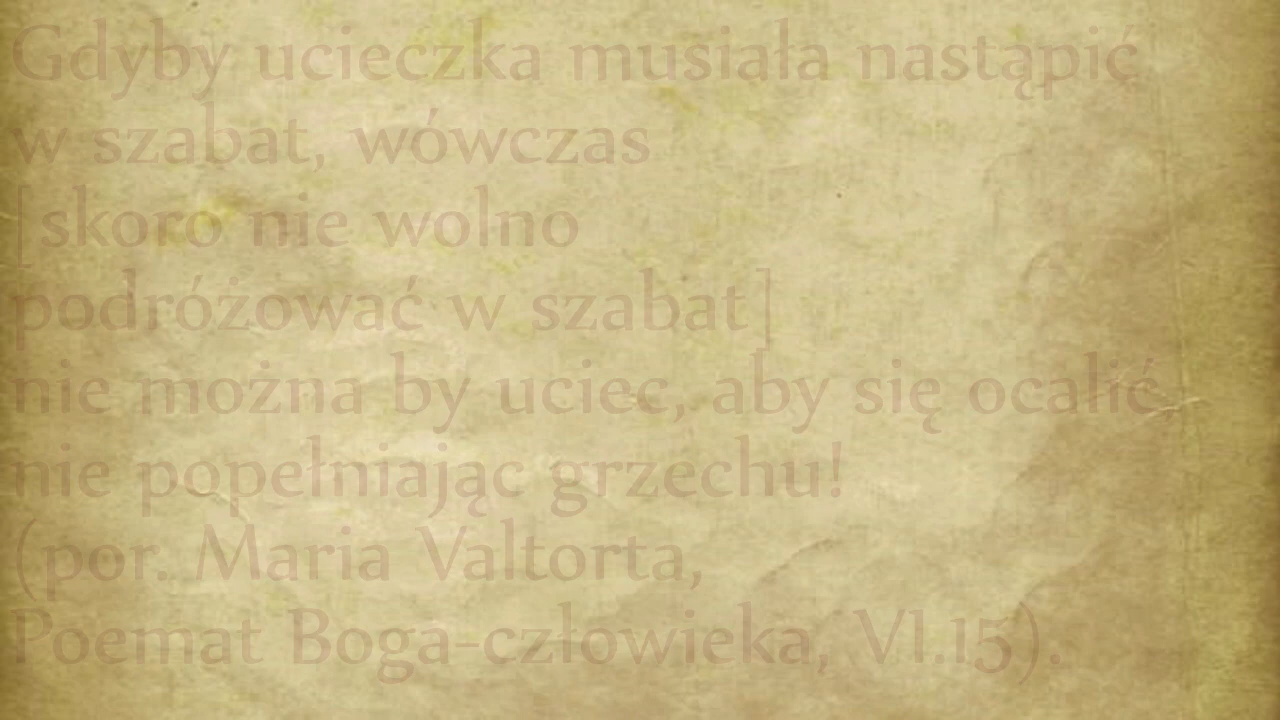 Gdyby ucieczka musiała nastąpić
w szabat, wówczas
[skoro nie wolno
podróżować w szabat]
nie można by uciec, aby się ocalić
nie popełniając grzechu!
(por. Maria Valtorta,
Poemat Boga-człowieka, VI.15).